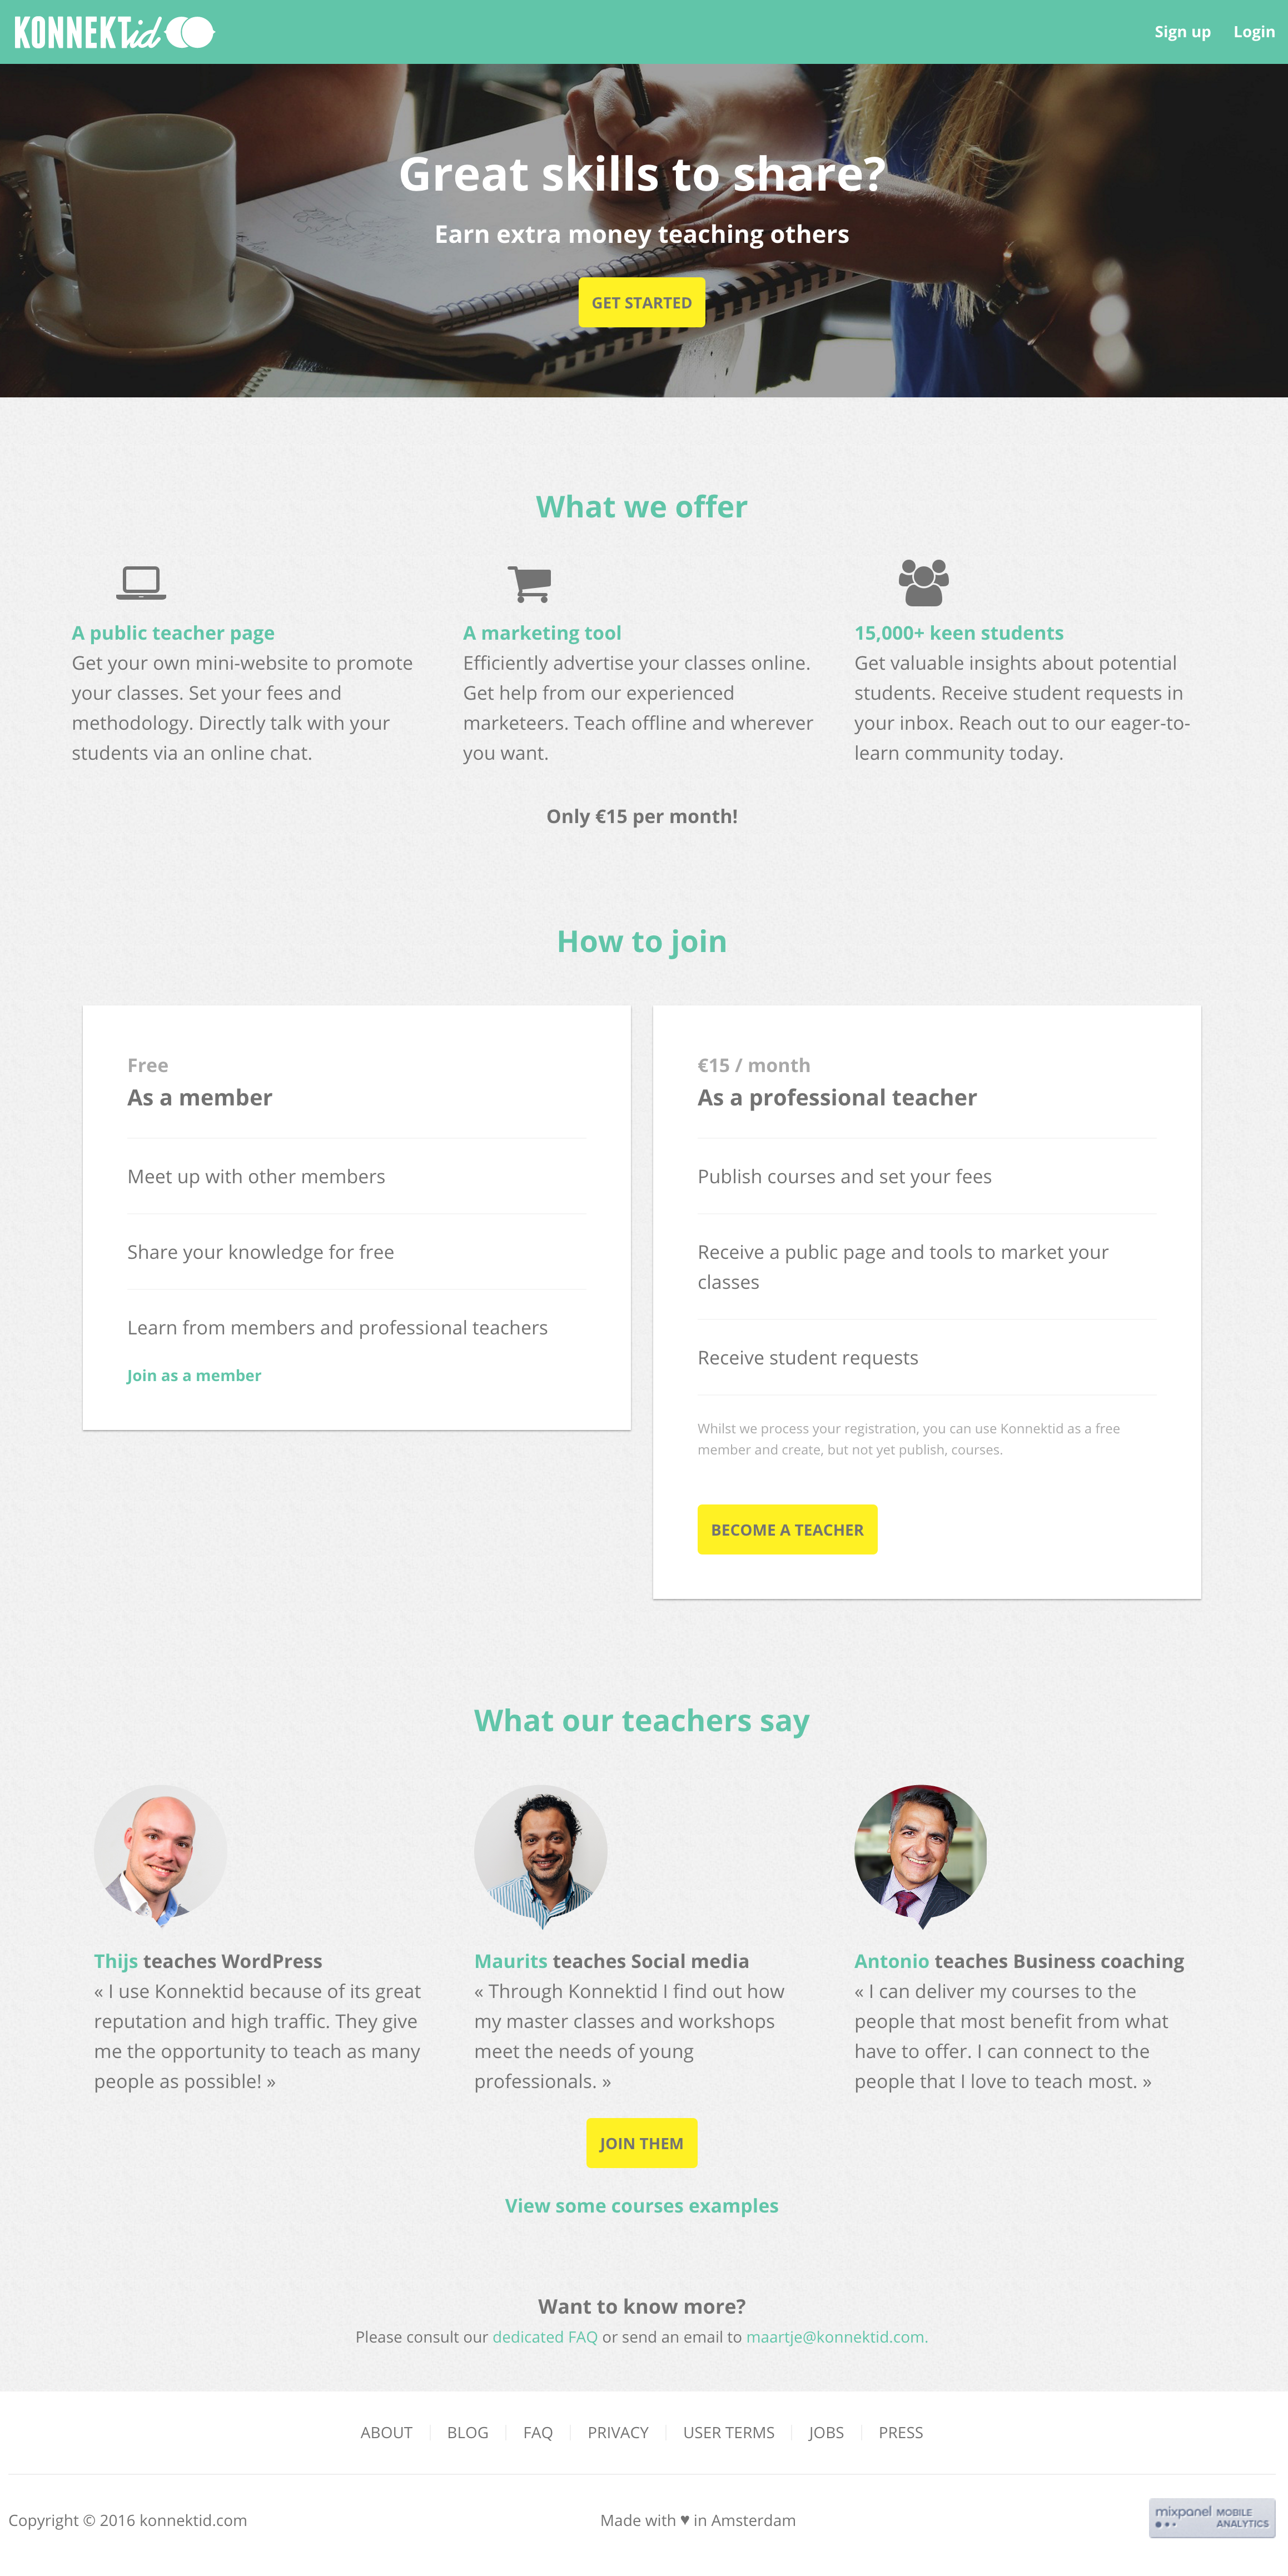 KONNEKTid
Sign up
Login
Great skills to share?
Earn extra money teaching others
GET STARTED
What we offer
A public teacher page
Get your own mini-website to promote
your classes. Set your fees and
methodology. Directly talk with your
students via an online chat.
A marketing tool
Efficiently advertise your classes online.
Get help from our experienced
marketeers. Teach offline and wherever
you want.
15,000+ keen students
Get valuable insights about potential
students. Receive student requests in
your inbox. Reach out to our eager-to-
learn community today.
Only €15 per month!
How to join
Free
As a member
Meet up with other members
Share your knowledge for free
Learn from members and professional teachers
Join as a member
€15 / month
As a professional teacher
Publish courses and set your fees
Receive a public page and tools to market your
classes
Receive student requests
Whilst we process your registration, you can use Konnektid as a free
member and create, but not yet publish, courses.
BECOME A TEACHER
What our teachers say
Thijs teaches WordPress
« I use Konnektid because of its great
reputation and high traffic. They give
me the opportunity to teach as many
people as possible! »
Maurits teaches Social media
« Through Konnektid I find out how
my master classes and workshops
meet the needs of young
professionals. »
Antonio teaches Business coaching
« I can deliver my courses to the
people that most benefit from what
have to offer. I can connect to the
people that I love to teach most. »
JOIN THEM
View some courses examples
Want to know more?
Please consult our dedicated FAQ or send an email to maartje@konnektid.com.
ABOUT
BLOG
FAQ
PRIVACY
USER TERMS
JOBS
PRESS
Copyright © 2016 konnektid.com
Made with ♥ in Amsterdam
mixpanel MOBILE
ANALYTICS